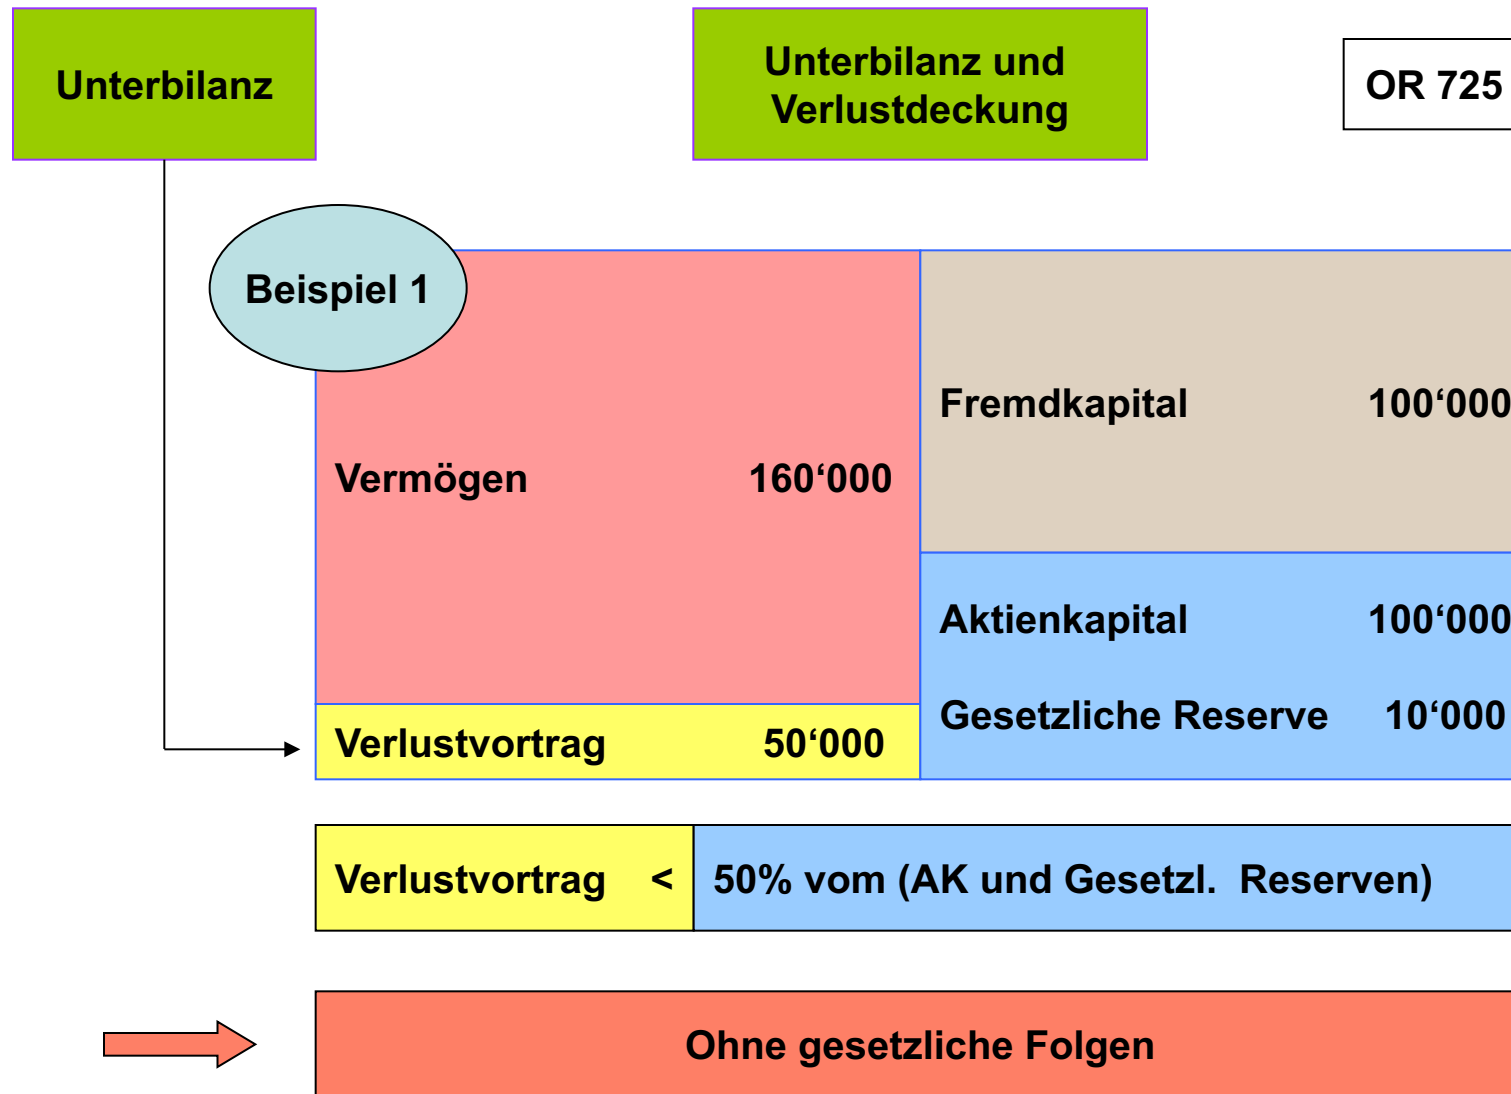 Unterbilanz
Unterbilanz und
Verlustdeckung
OR 725
Beispiel 1
Vermögen 160‘000
Fremdkapital 100‘000
Aktienkapital 100‘000
Gesetzliche Reserve 10‘000
Verlustvortrag 50‘000
Verlustvortrag < 50% vom (AK und Gesetzl. Reserven)
Ohne gesetzliche Folgen